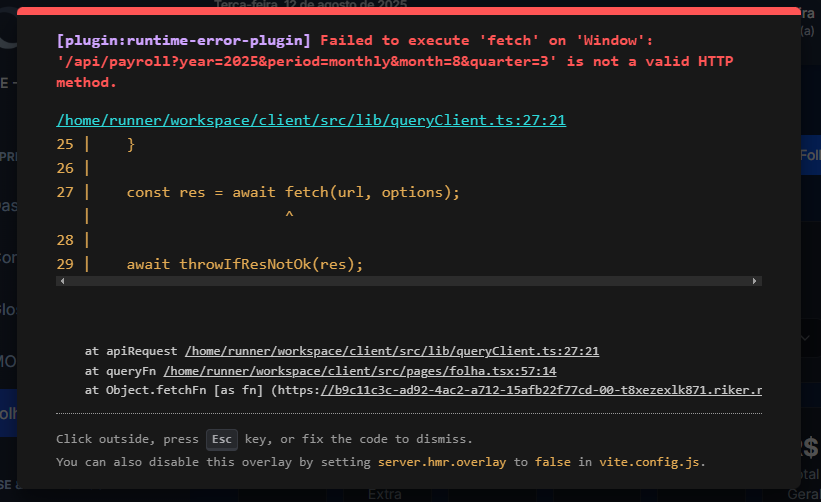 Terça-feira, 12 de agosto de 2025
[plugin:runtime-error-plugin] Failed to execute 'fetch' on 'Window':
'/api/payroll?year=2025&period=monthly&month=8&quarter=3' is not a valid HTTP
method.
/home/runner/workspace/client/src/lib/queryClient.ts:27:21
25 |    }
26 |
27 |    const res = await fetch(url, options);
   |                      ^
28 |
29 |    await throwIfResNotOk(res);
at apiRequest /home/runner/workspace/client/src/lib/queryClient.ts:27:21
at queryFn /home/runner/workspace/client/src/pages/folha.tsx:57:14
at Object.fetchFn [as fn] (https://b9c11c3c-ad92-4ac2-a712-15afb22f77cd-00-t8xezexlk871.riker.r
Click outside, press Esc key, or fix the code to dismiss.
You can also disable this overlay by setting server.hmr.overlay to false in vite.config.js.
Extra
Geral